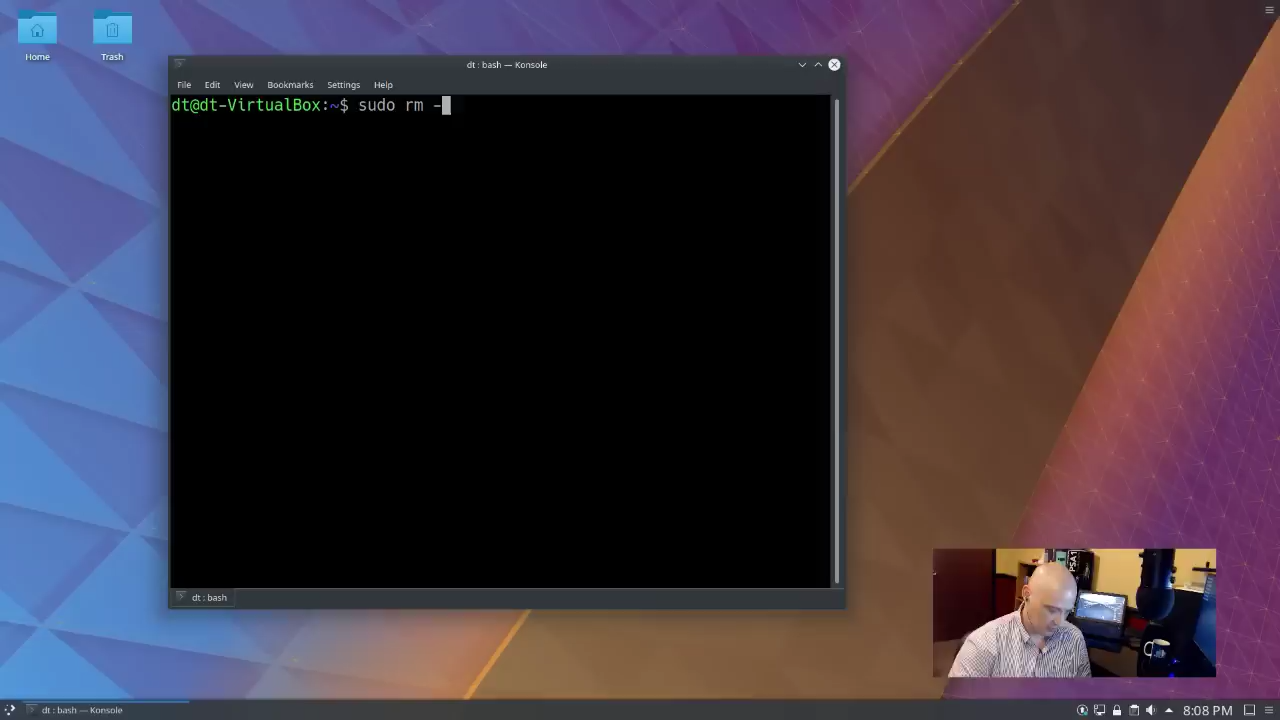 Home
Trash
dt : bash — Konsole
File Edit View Bookmarks Settings Help
dt@dt-VirtualBox:~$ sudo rm -
dt : bash
PSA1
dt : bash — Konsole
8:08 PM